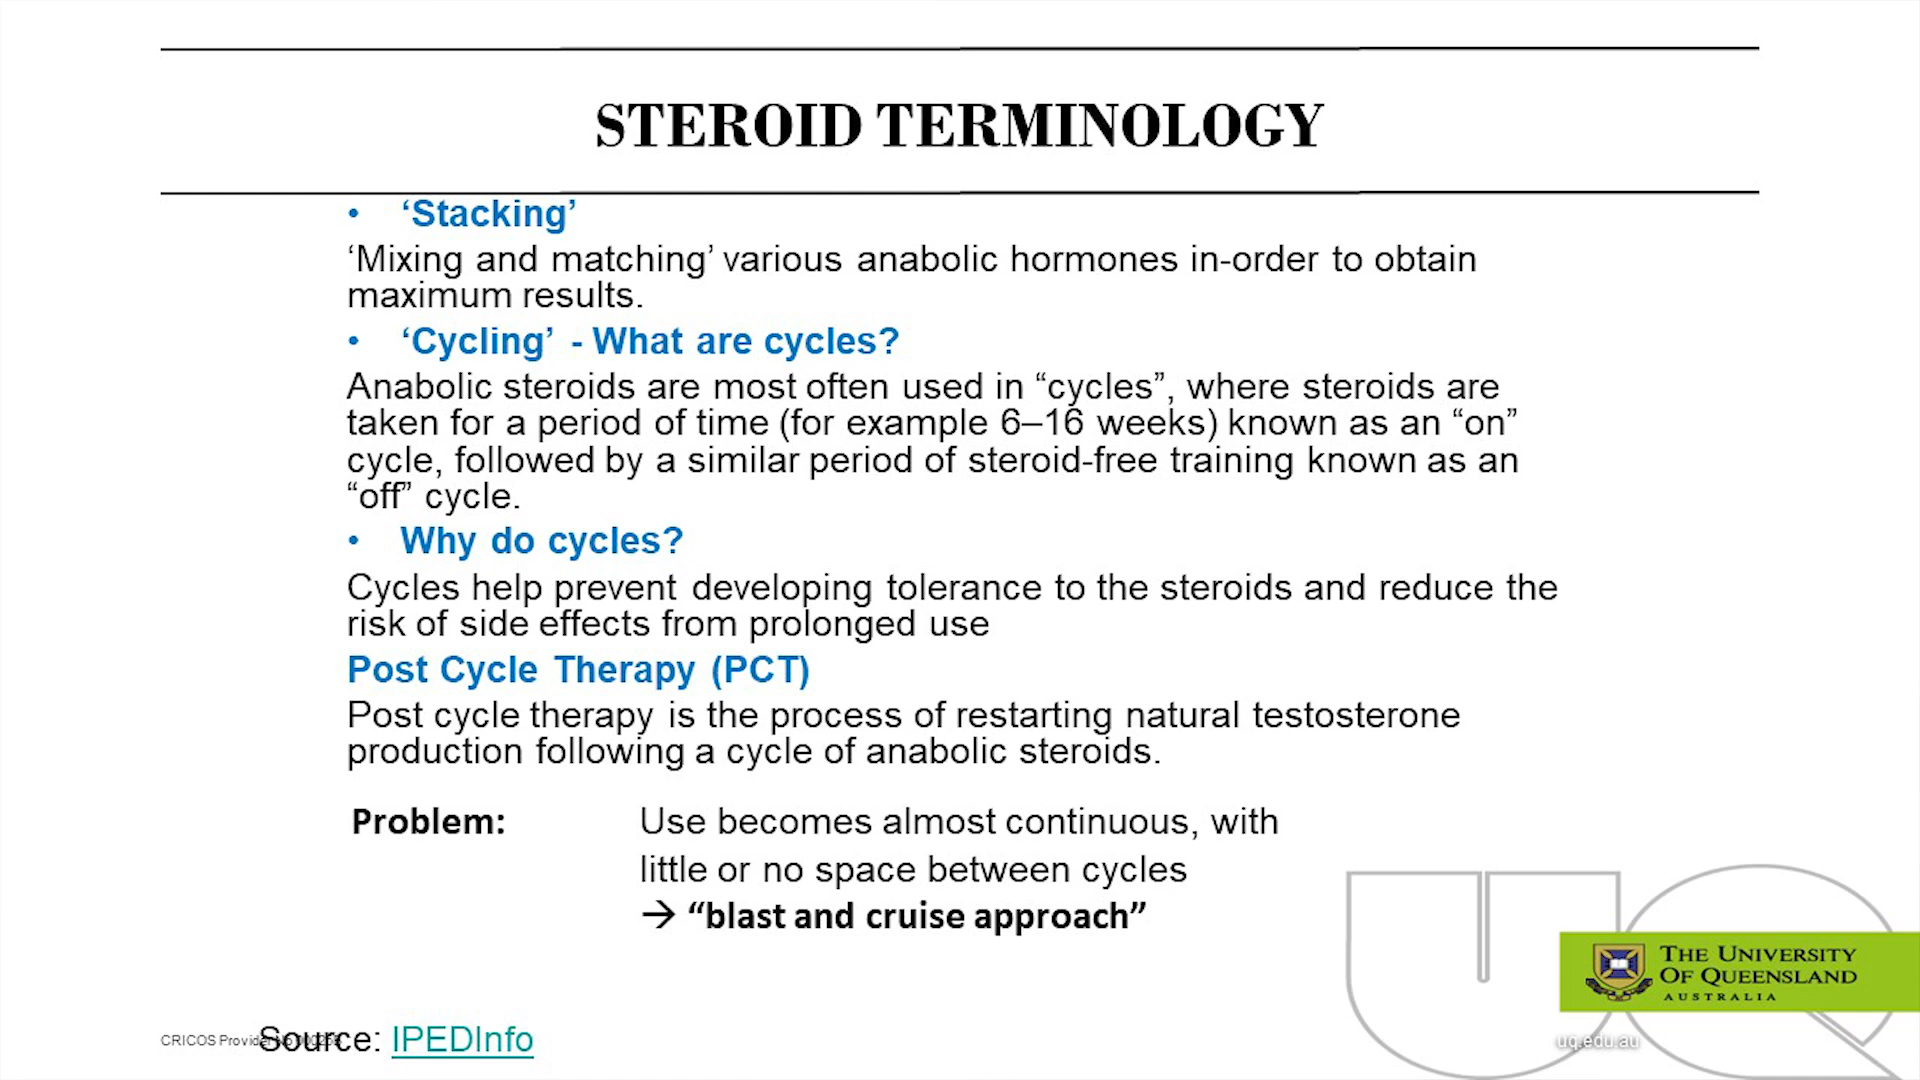 STEROID TERMINOLOGY
• ‘Stacking’
‘Mixing and matching’ various anabolic hormones in-order to obtain
maximum results.
• ‘Cycling’ - What are cycles?
Anabolic steroids are most often used in “cycles”, where steroids are
taken for a period of time (for example 6–16 weeks) known as an “on”
cycle, followed by a similar period of steroid-free training known as an
“off” cycle.
• Why do cycles?
Cycles help prevent developing tolerance to the steroids and reduce the
risk of side effects from prolonged use
Post Cycle Therapy (PCT)
Post cycle therapy is the process of restarting natural testosterone
production following a cycle of anabolic steroids.
Problem: Use becomes almost continuous, with
little or no space between cycles
→ “blast and cruise approach”
UQ
THE UNIVERSITY
OF QUEENSLAND
AUSTRALIA
CRICOS Provider
Source: IPEDInfo
uq.edu.au